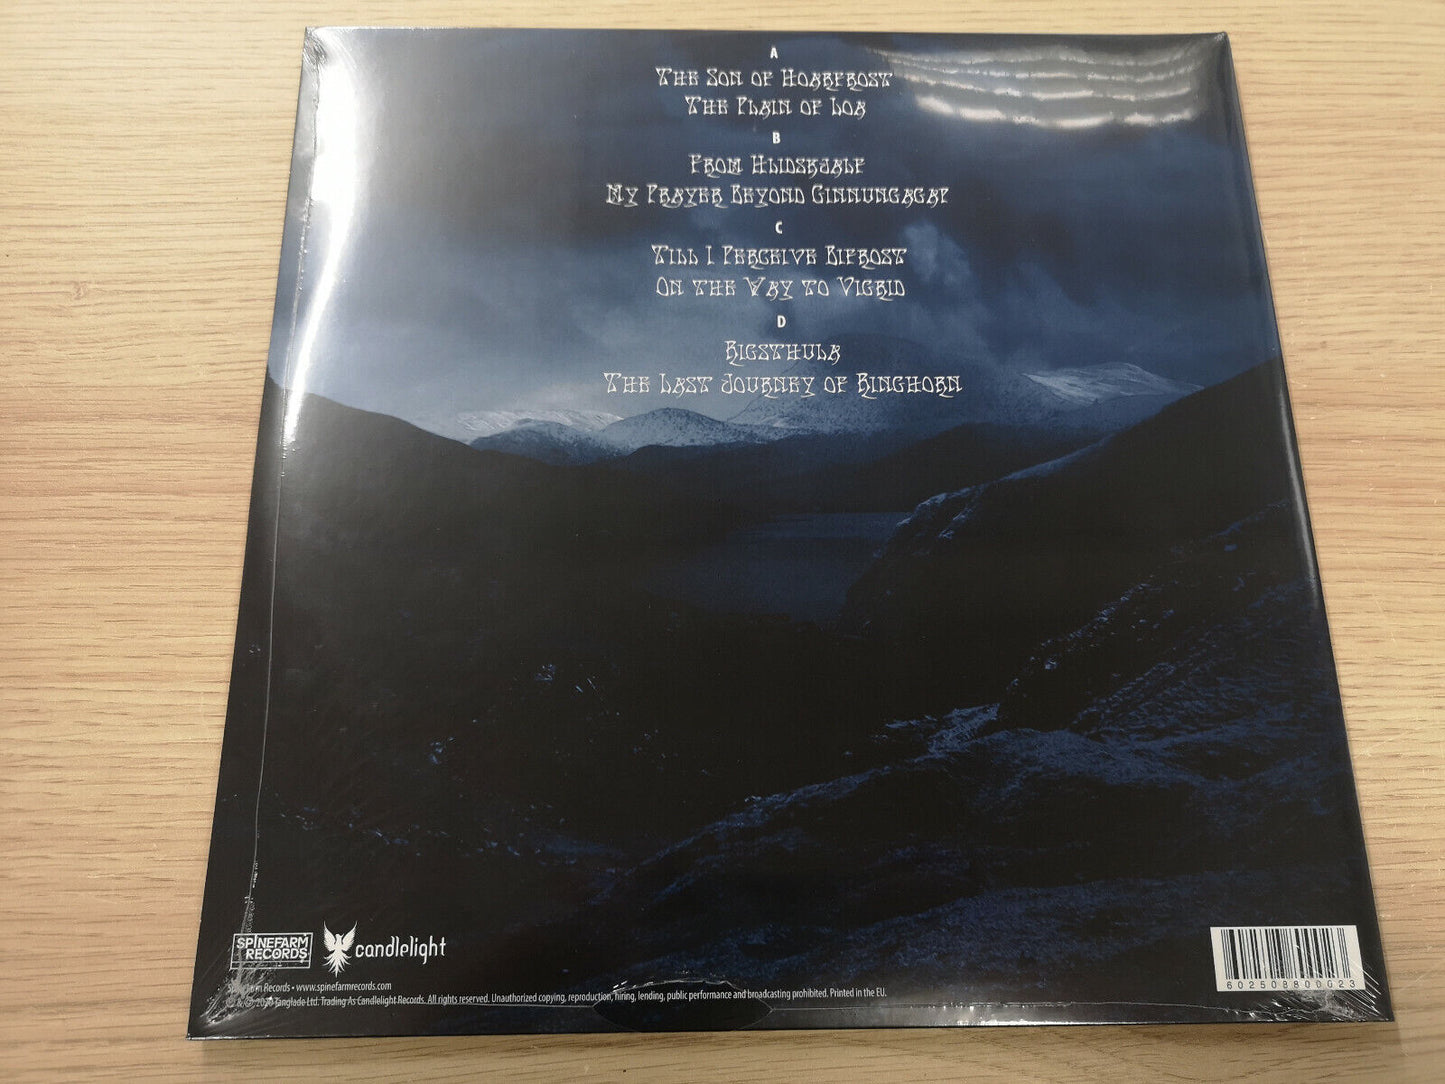 A
The Son of Hoarfrost
The Plain of Loa
B
From Hlidskjalf
My Prayer Beyond Ginnungagap
C
Till I Perceive Bifrost
On the Way to Vigrid
D
Rigsthula
The Last Journey of Ringhorn
SPINEFARM
RECORDS
candlelight
Records • www.spinefarmrecords.com
Tanglade Ltd. Trading As Candlelight Records. All rights reserved. Unauthorized copying, reproduction, hiring, lending, public performance and broadcasting prohibited. Printed in the EU.
602508800023